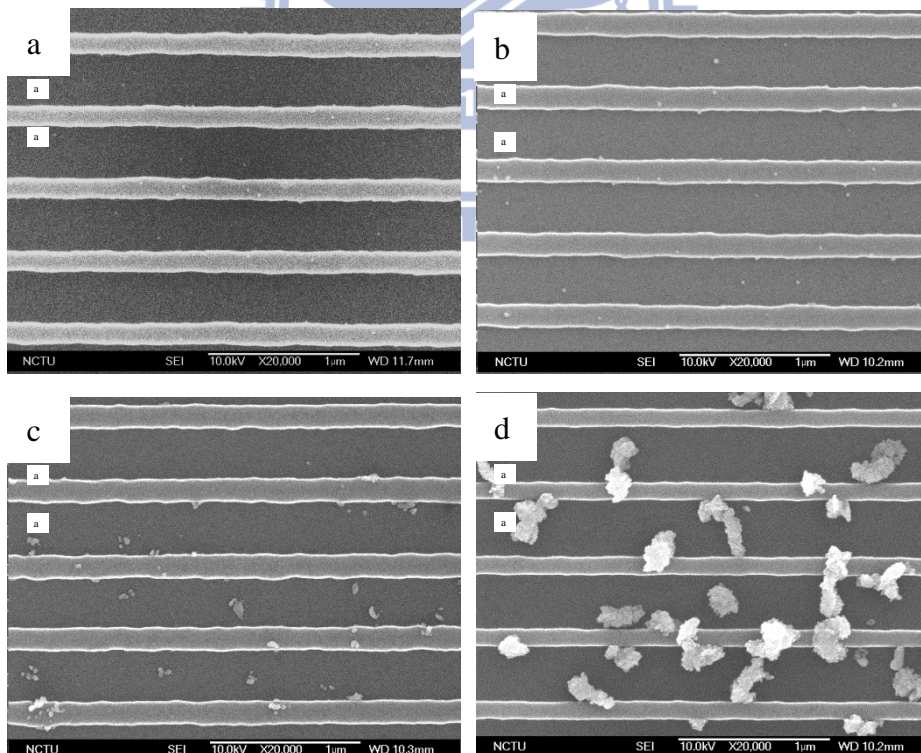 a
a
a
NCTU SEI 10.0kV X20,000 1μm WD 11.7mm
b
a
a
NCTU SEI 10.0kV X20,000 1μm WD 10.2mm
c
a
a
NCTU SEI 10.0kV X20,000 1μm WD 10.3mm
d
a
a
NCTU SEI 10.0kV X20,000 1μm WD 10.2mm